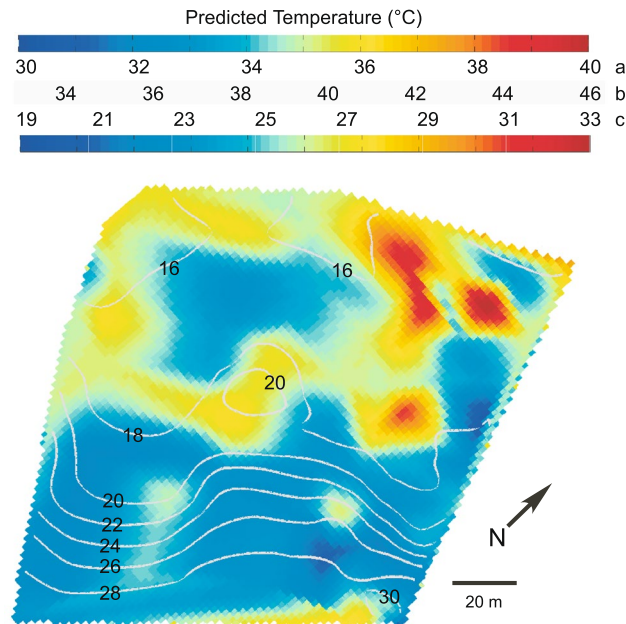 Predicted Temperature (°C)
30 32 34 36 38 40 a
34 36 38 40 42 44 46 b
19 21 23 25 27 29 31 33 c
16 16
20
18
20
22
24
26
28
30
N
20 m